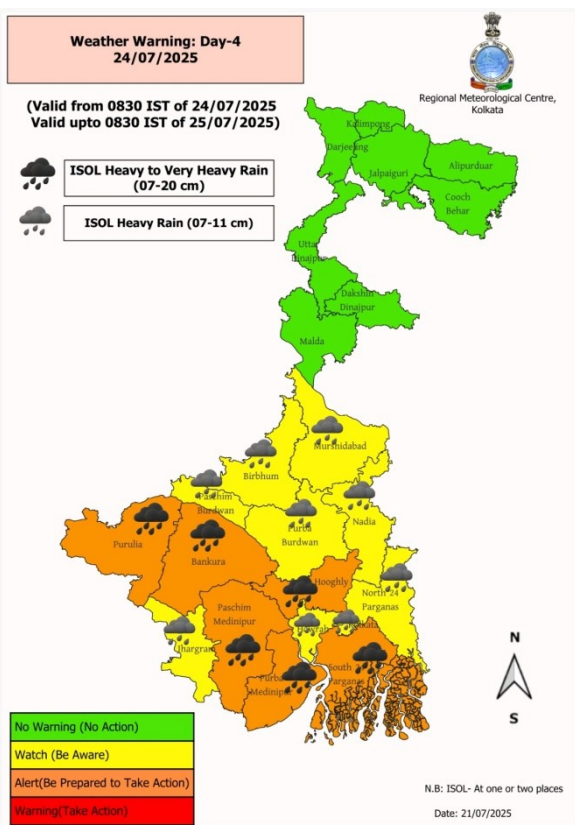 Weather Warning: Day-4
24/07/2025
Regional Meteorological Centre,
Kolkata
(Valid from 0830 IST of 24/07/2025
Valid upto 0830 IST of 25/07/2025)
ISOL Heavy to Very Heavy Rain
(07-20 cm)
ISOL Heavy Rain (07-11 cm)
Kalimpong
Darjeeling
Jalpaiguri
Alipurduar
Cooch
Behar
Utta
Dinajpur
Dakshin
Dinajpur
Malda
Murshidabad
Birbhum
Paschim
Burdwan
Purba
Burdwan
Nadia
Purulia
Bankura
Hooghly
North 24
Parganas
Paschim
Medinipur
Howrah
Kolkata
Jhargram
South
Parganas
Purba
Medinipur
N
S
No Warning (No Action)
Watch (Be Aware)
Alert(Be Prepared to Take Action)
Warning(Take Action)
N.B: ISOL- At one or two places
Date: 21/07/2025